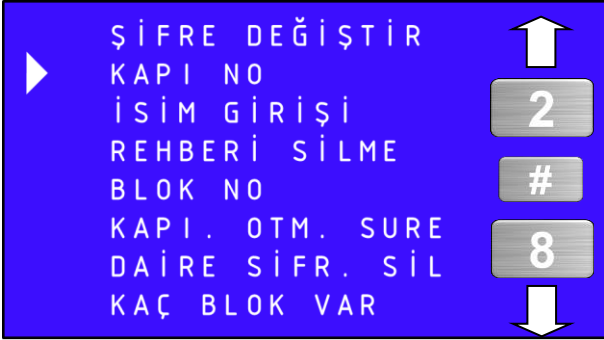 ŞİFRE DEĞİŞTİR
KAPI NO
İSİM GİRİŞİ
REHBERİ SİLME
BLOK NO
KAPI. OTM. SURE
DAİRE SİFR. SİL
KAÇ BLOK VAR
2
#
8